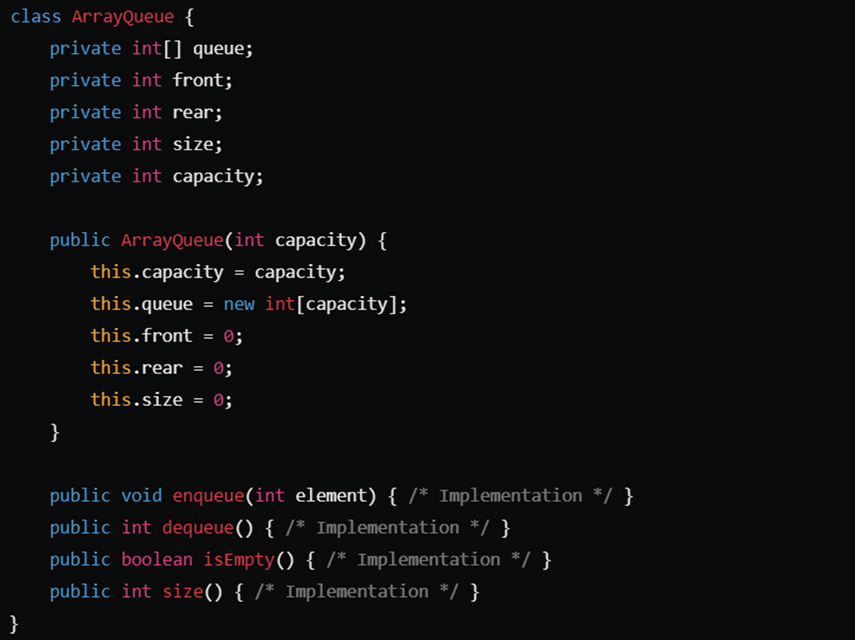 class ArrayQueue {
    private int[] queue;
    private int front;
    private int rear;
    private int size;
    private int capacity;

    public ArrayQueue(int capacity) {
        this.capacity = capacity;
        this.queue = new int[capacity];
        this.front = 0;
        this.rear = 0;
        this.size = 0;
    }

    public void enqueue(int element) { /* Implementation */ }
    public int dequeue() { /* Implementation */ }
    public boolean isEmpty() { /* Implementation */ }
    public int size() { /* Implementation */ }
}